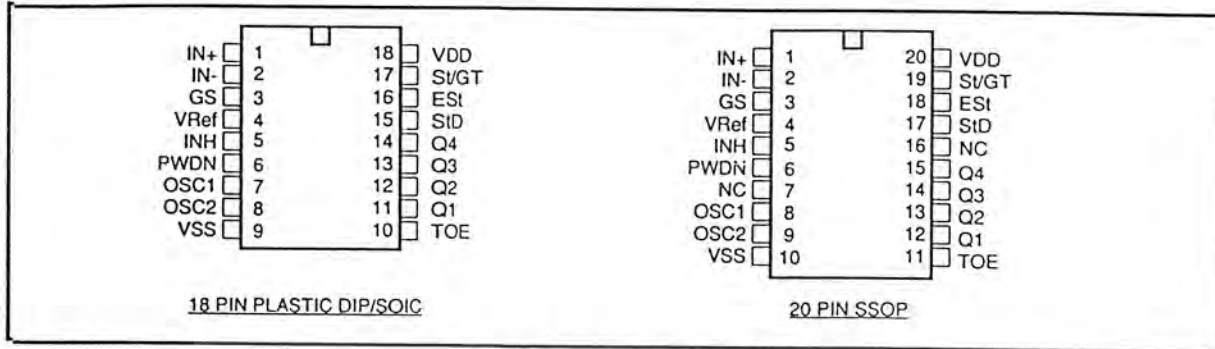 IN+ 1 18 VDD
IN- 2 17 St/GT
GS 3 16 ESt
VRef 4 15 StD
INH 5 14 Q4
PWDN 6 13 Q3
OSC1 7 12 Q2
OSC2 8 11 Q1
VSS 9 10 TOE
18 PIN PLASTIC DIP/SOIC
IN+ 1 20 VDD
IN- 2 19 St/GT
GS 3 18 ESt
VRef 4 17 StD
INH 5 16 NC
PWDN 6 15 Q4
NC 7 14 Q3
OSC1 8 13 Q2
OSC2 9 12 Q1
VSS 10 11 TOE
20 PIN SSOP